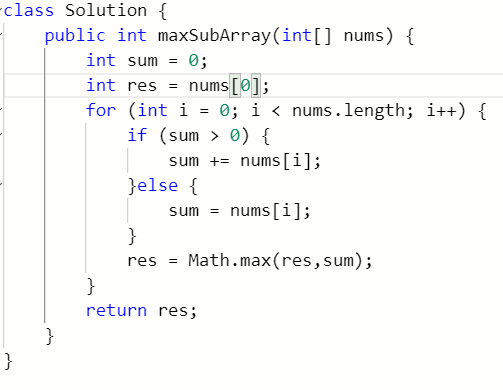 class Solution {
    public int maxSubArray(int[] nums) {
        int sum = 0;
        int res = nums[0];
        for (int i = 0; i < nums.length; i++) {
            if (sum > 0) {
                sum += nums[i];
            }else {
                sum = nums[i];
            }
            res = Math.max(res,sum);
        }
        return res;
    }
}